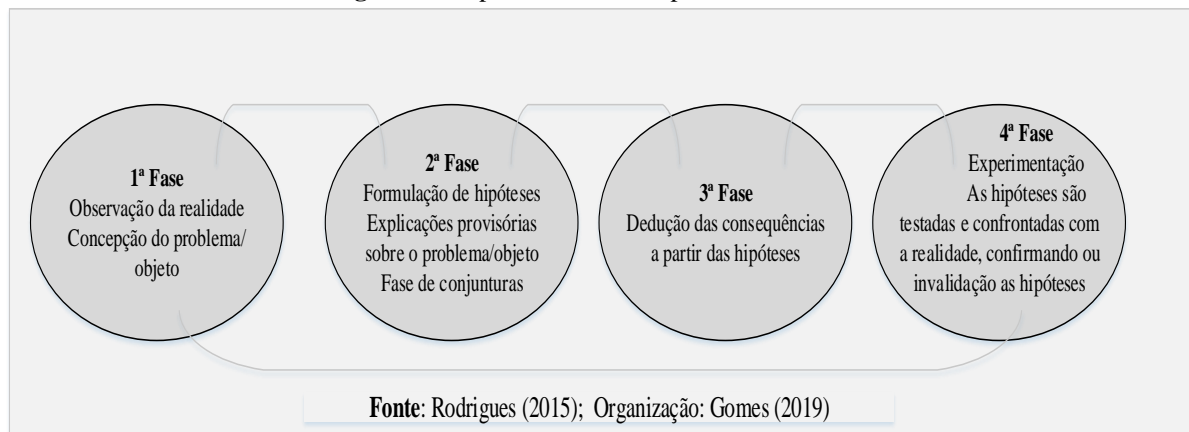 1ª Fase
Observação da realidade
Concepção do problema/
objeto
2ª Fase
Formulação de hipóteses
Explicações provisórias
sobre o problema/objeto
Fase de conjunturas
3ª Fase
Dedução das consequências
a partir das hipóteses
4ª Fase
Experimentação
As hipóteses são
testadas e confrontadas com
a realidade, confirmando ou
invalidação as hipóteses
Fonte: Rodrigues (2015); Organização: Gomes (2019)